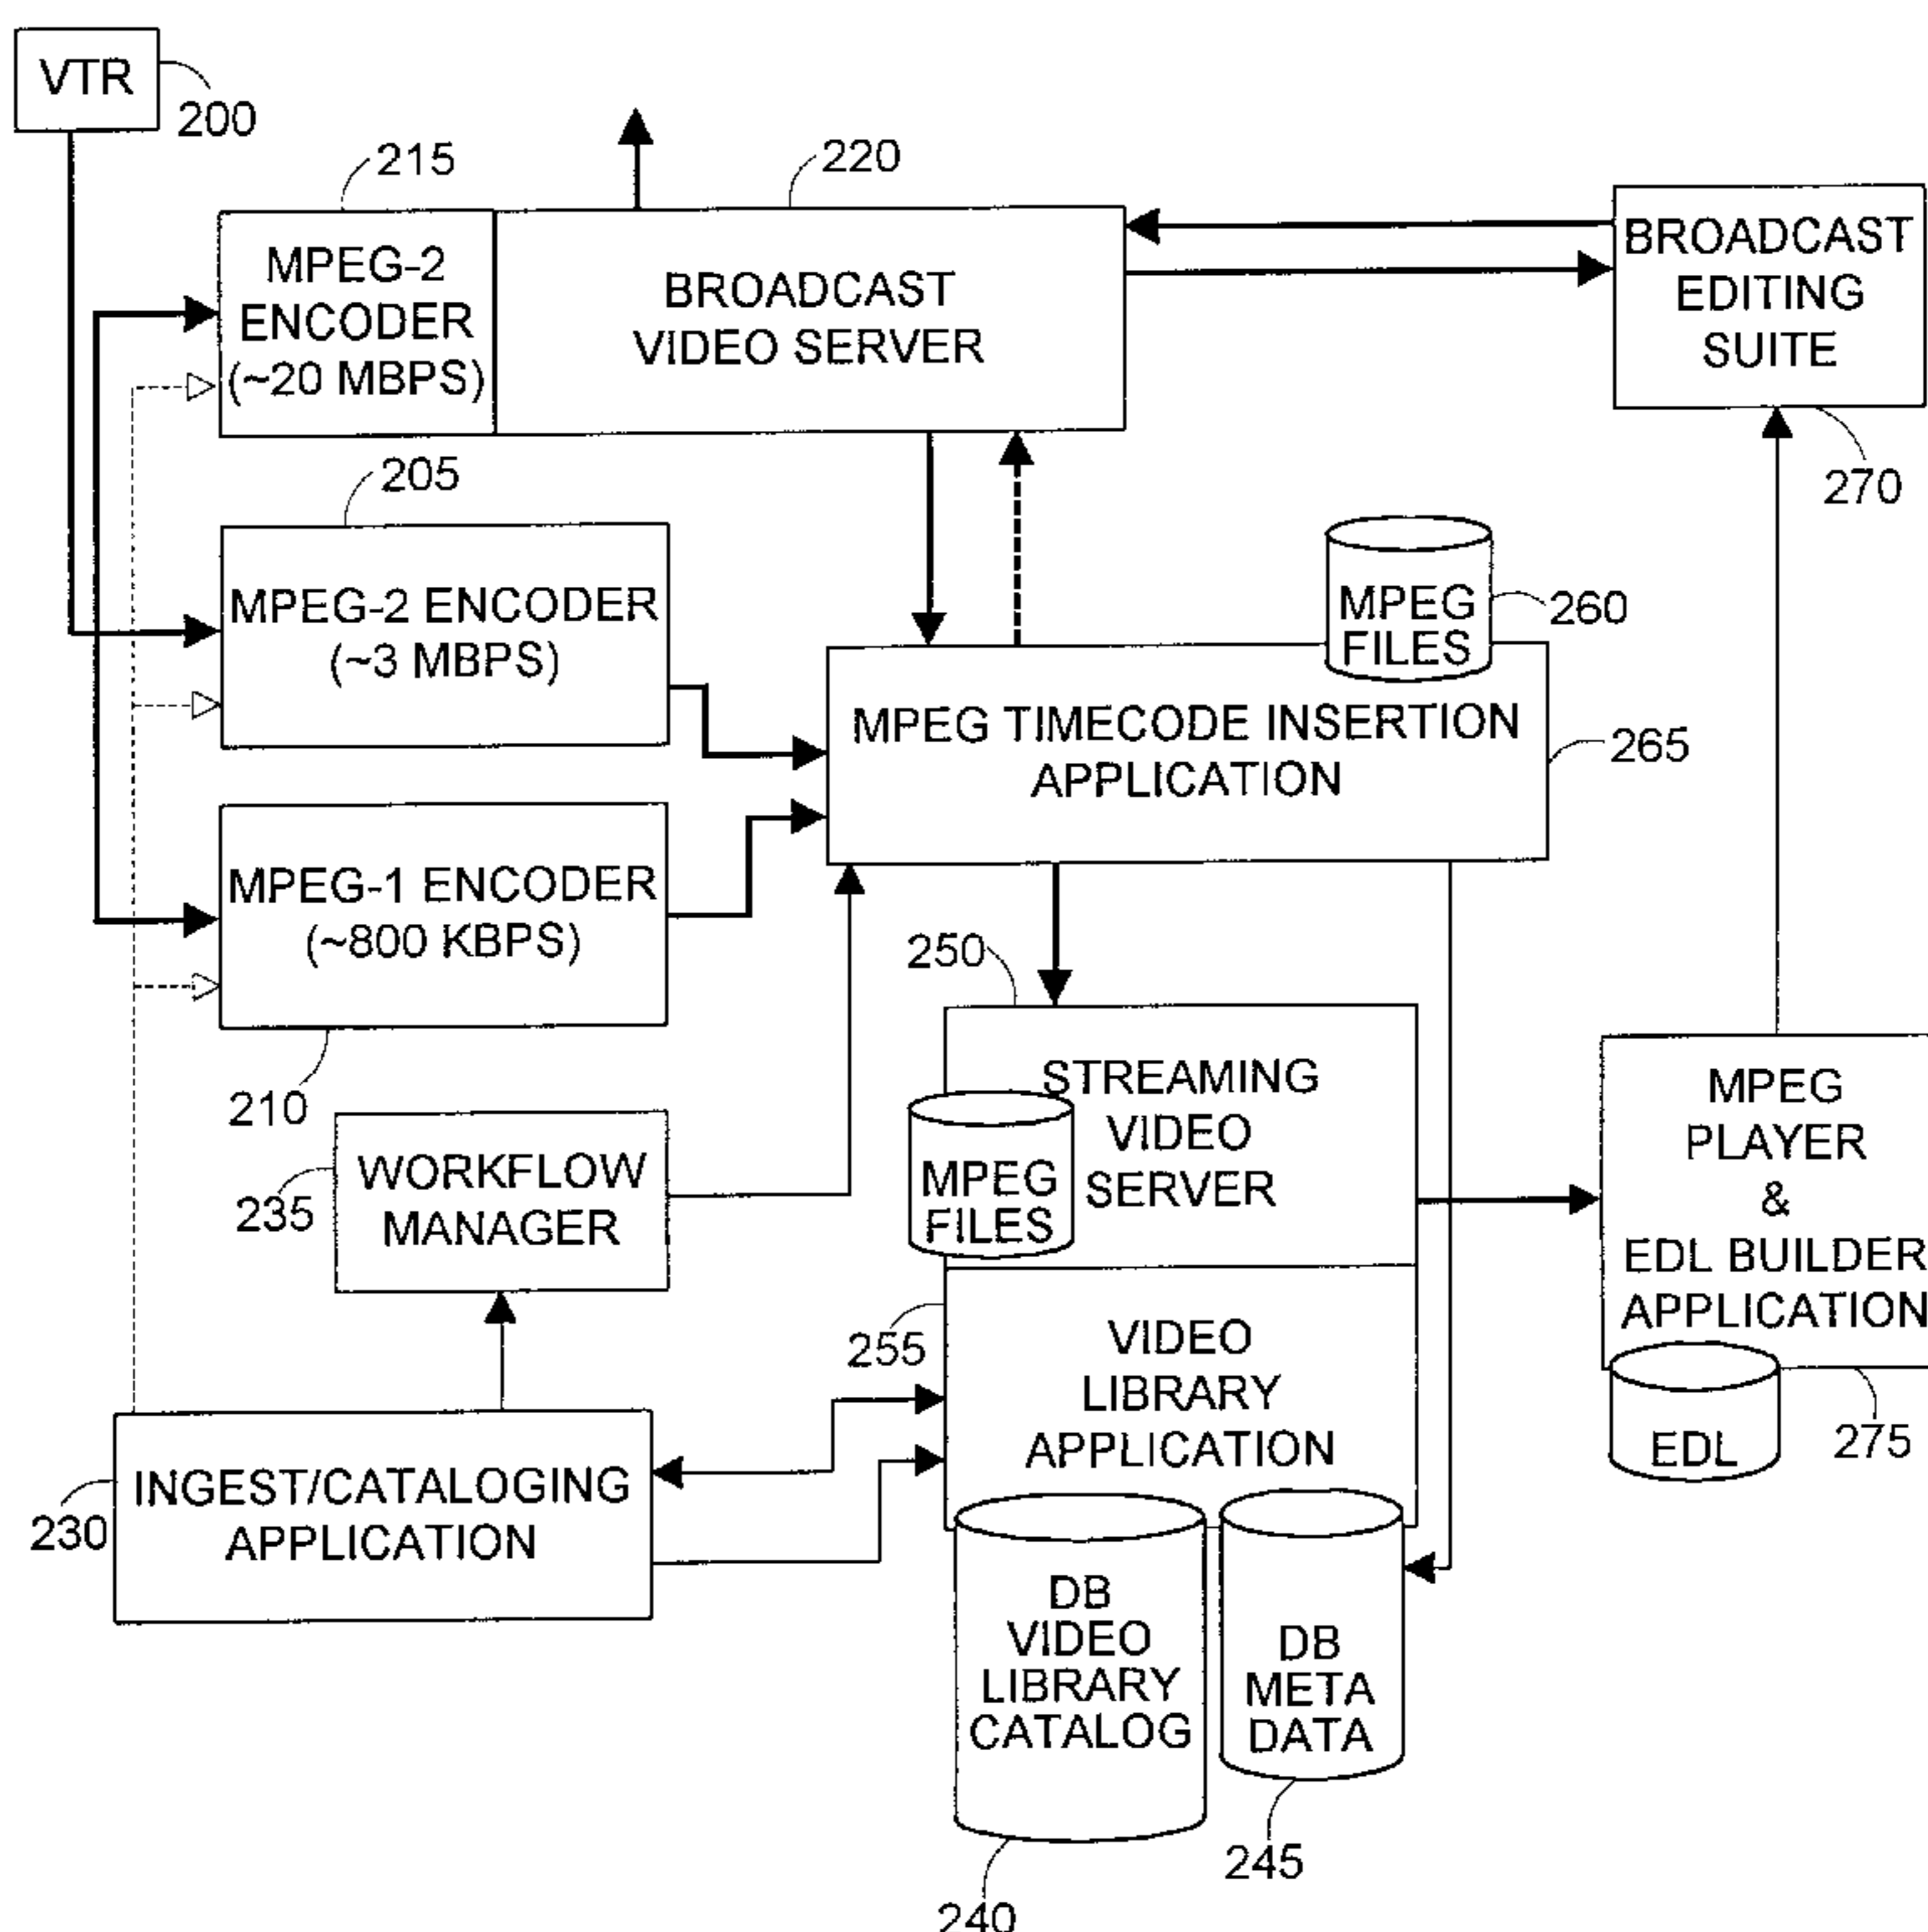 VTR
200
215
220
MPEG-2
ENCODER
(~20 MBPS)
BROADCAST
VIDEO SERVER
BROADCAST
EDITING
SUITE
270
205
MPEG-2 ENCODER
(~3 MBPS)
MPEG
FILES
260
MPEG TIMECODE INSERTION
APPLICATION
265
MPEG-1 ENCODER
(~800 KBPS)
210
250
STREAMING
VIDEO
SERVER
MPEG
FILES
WORKFLOW
MANAGER
235
MPEG
PLAYER
&
EDL BUILDER
APPLICATION
EDL
275
255
VIDEO
LIBRARY
APPLICATION
INGEST/CATALOGING
APPLICATION
230
DB
VIDEO
LIBRARY
CATALOG
DB
META
DATA
245
240